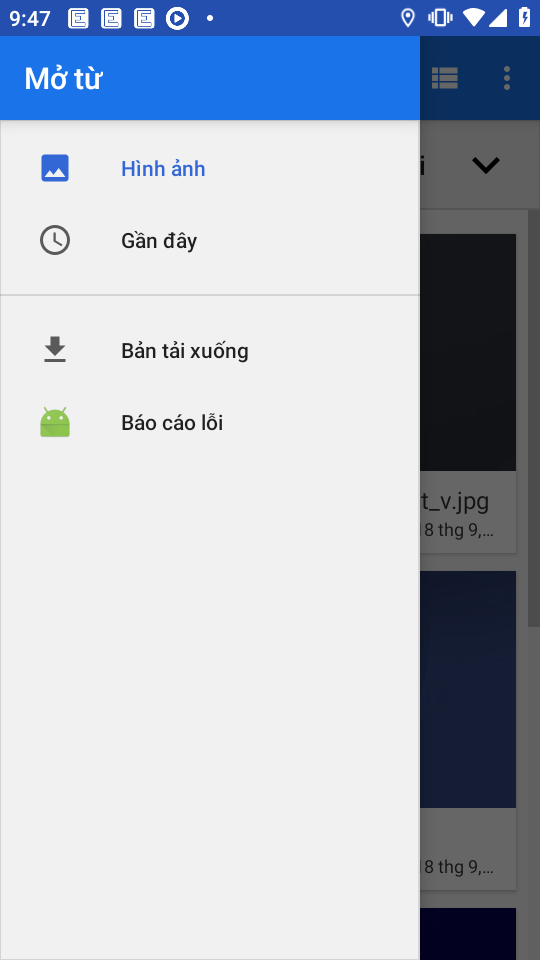 9:47
Mở từ
Hình ảnh
Gần đây
Bản tải xuống
Báo cáo lỗi
t_v.jpg
8 thg 9,...
8 thg 9,...